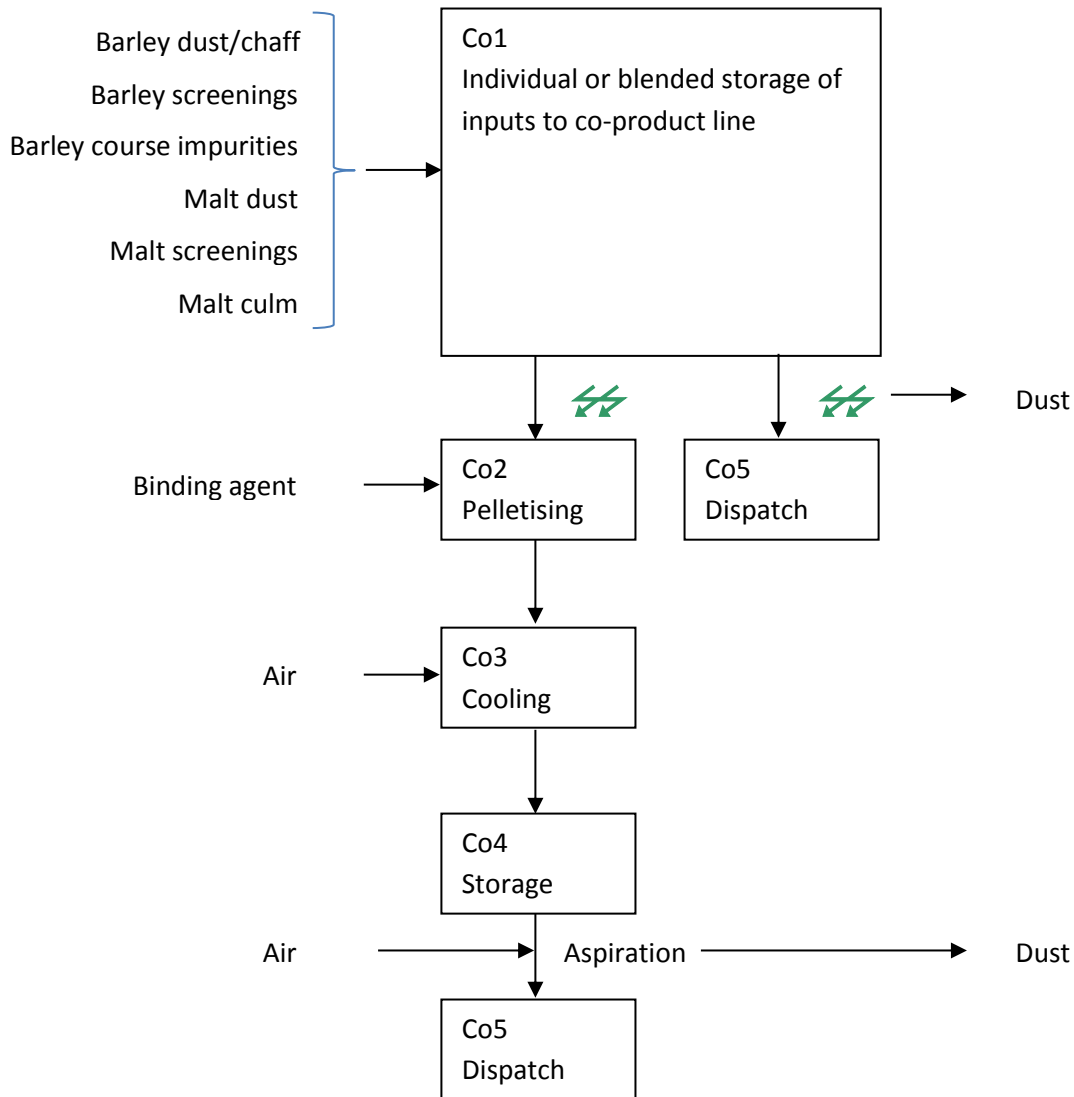 Barley dust/chaff
Barley screenings
Barley course impurities
Malt dust
Malt screenings
Malt culm
Co1
Individual or blended storage of
inputs to co-product line
Dust
Binding agent
Co2
Pelletising
Co5
Dispatch
Air
Co3
Cooling
Co4
Storage
Air
Aspiration
Dust
Co5
Dispatch